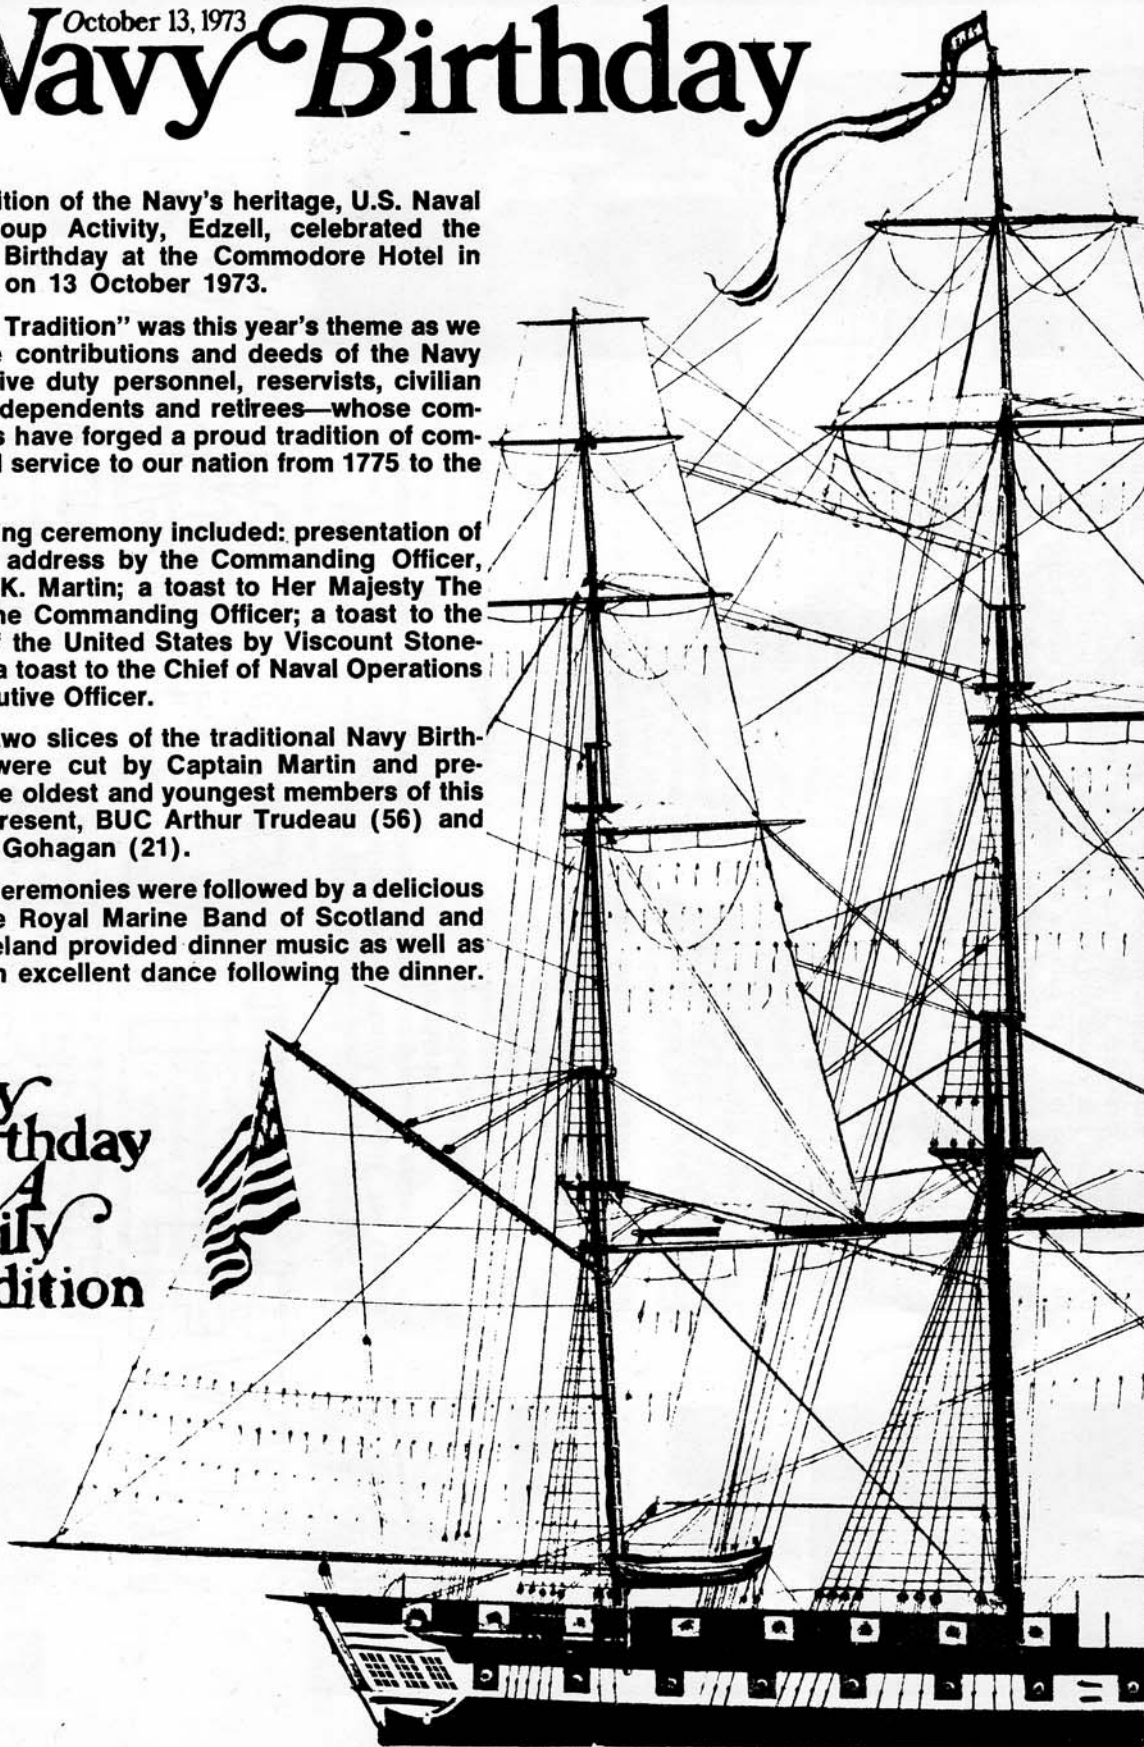 October 13, 1973
Navy Birthday
ition of the Navy's heritage, U.S. Naval
oup Activity, Edzell, celebrated the
Birthday at the Commodore Hotel in
on 13 October 1973.
Tradition" was this year's theme as we
e contributions and deeds of the Navy
ive duty personnel, reservists, civilian
dependents and retirees—whose com-
s have forged a proud tradition of com-
l service to our nation from 1775 to the
ng ceremony included: presentation of
address by the Commanding Officer,
K. Martin; a toast to Her Majesty The
he Commanding Officer; a toast to the
f the United States by Viscount Stone-
a toast to the Chief of Naval Operations
utive Officer.
wo slices of the traditional Navy Birth-
were cut by Captain Martin and pre-
e oldest and youngest members of this
resent, BUC Arthur Trudeau (56) and
Gohagan (21).
eremonies were followed by a delicious
e Royal Marine Band of Scotland and
eland provided dinner music as well as
n excellent dance following the dinner.
y
rthday
A
ily
dition